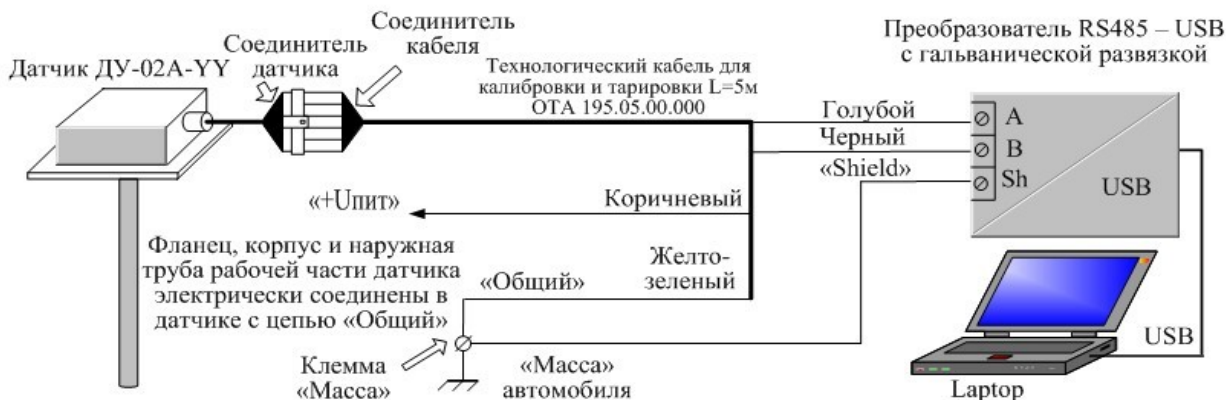 Датчик ДУ-02А-YY
Соединитель
датчика
Соединитель
кабеля
Технологический кабель для
калибровки и тарировки L=5м
ОТА 195.05.00.000
Преобразователь RS485 – USB
с гальванической развязкой
Голубой
A
Черный
B
«Shield»
Sh
USB
Коричневый
«+Uпит»
Фланец, корпус и наружная
труба рабочей части датчика
электрически соединены в
датчике с цепью «Общий»
Желто-
зеленый
«Общий»
Клемма
«Масса»
«Масса»
автомобиля
USB
Laptop